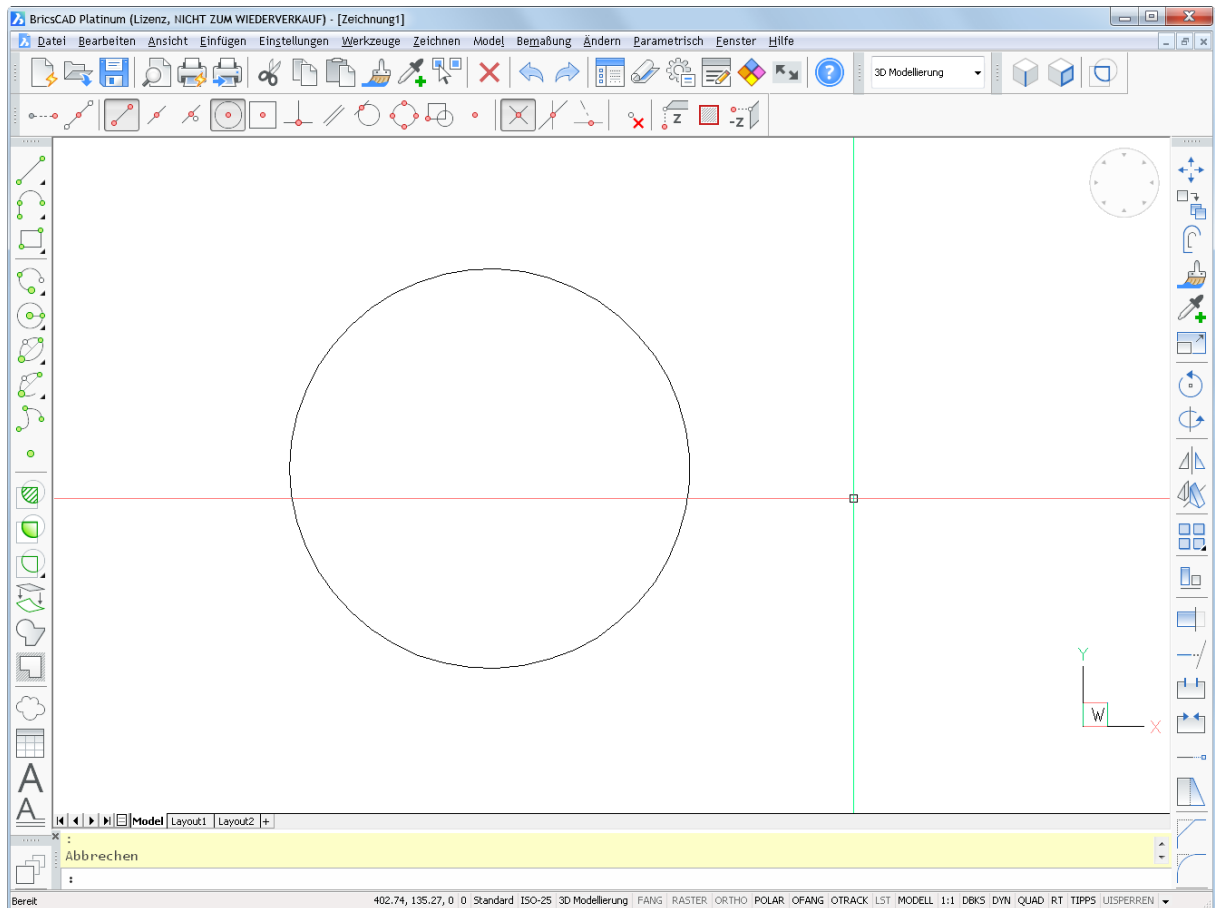 BricsCAD Platinum (Lizenz, NICHT ZUM WIEDERVERKAUF) - [Zeichnung1]
Datei Bearbeiten Ansicht Einfügen Einstellungen Werkzeuge Zeichnen Model Bemaßung Ändern Parametrisch Fenster Hilfe
3D Modellierung
Z
-Z
Y
W
X
A
A
Model Layout1 Layout2 +
:
Abbrechen
:
Bereit 402.74, 135.27, 0 0 Standard ISO-25 3D Modellierung FANG RASTER ORTHO POLAR OFANG OTRACK LST MODELL 1:1 DBKS DYN QUAD RT TIPPS UISPERREN